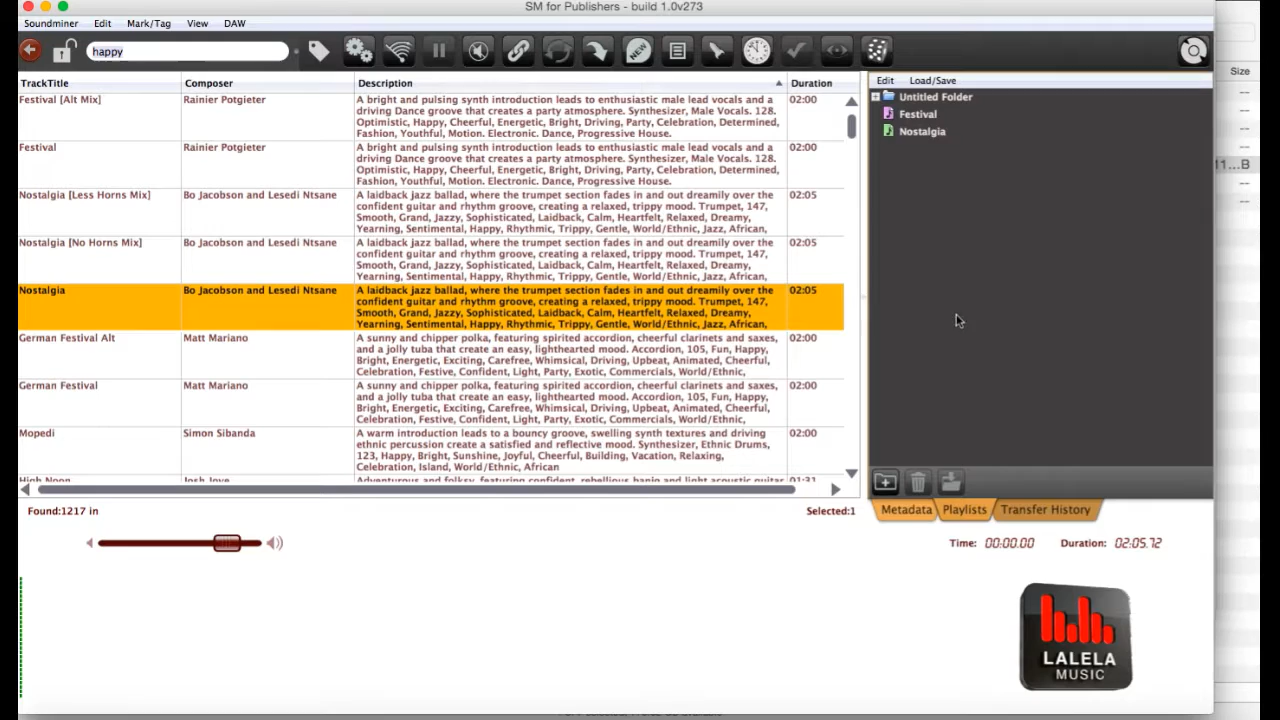 SM for Publishers - build 1.0v273
Soundminer Edit Mark/Tag View DAW
happy
NEW
Size
TrackTitle Composer Description Duration
Festival [Alt Mix] Rainier Potgieter A bright and pulsing synth introduction leads to enthusiastic male lead vocals and a 02:00
driving Dance groove that creates a party atmosphere. Synthesizer, Male Vocals. 128.
Optimistic, Happy, Cheerful, Energetic, Bright, Driving, Party, Celebration, Determined,
Fashion, Youthful, Motion. Electronic. Dance, Progressive House.
Festival Rainier Potgieter A bright and pulsing synth introduction leads to enthusiastic male lead vocals and a 02:00
driving Dance groove that creates a party atmosphere. Synthesizer, Male Vocals. 128.
Optimistic, Happy, Cheerful, Energetic, Bright, Driving, Party, Celebration, Determined,
Fashion, Youthful, Motion. Electronic. Dance, Progressive House.
Nostalgia [Less Horns Mix] Bo Jacobson and Lesedi Ntsane A laidback jazz ballad, where the trumpet section fades in and out dreamily over the 02:05
confident guitar and rhythm groove, creating a relaxed, trippy mood. Trumpet, 147,
Smooth, Grand, Jazzy, Sophisticated, Laidback, Calm, Heartfelt, Relaxed, Dreamy,
Yearning, Sentimental, Happy, Rhythmic, Trippy, Gentle, World/Ethnic, Jazz, African,
Nostalgia [No Horns Mix] Bo Jacobson and Lesedi Ntsane A laidback jazz ballad, where the trumpet section fades in and out dreamily over the 02:05
confident guitar and rhythm groove, creating a relaxed, trippy mood. Trumpet, 147,
Smooth, Grand, Jazzy, Sophisticated, Laidback, Calm, Heartfelt, Relaxed, Dreamy,
Yearning, Sentimental, Happy, Rhythmic, Trippy, Gentle, World/Ethnic, Jazz, African,
Nostalgia Bo Jacobson and Lesedi Ntsane A laidback jazz ballad, where the trumpet section fades in and out dreamily over the 02:05
confident guitar and rhythm groove, creating a relaxed, trippy mood. Trumpet, 147,
Smooth, Grand, Jazzy, Sophisticated, Laidback, Calm, Heartfelt, Relaxed, Dreamy,
Yearning, Sentimental, Happy, Rhythmic, Trippy, Gentle, World/Ethnic, Jazz, African,
German Festival Alt Matt Mariano A sunny and chipper polka, featuring spirited accordion, cheerful clarinets and saxes, 02:00
and a jolly tuba that create an easy, lighthearted mood. Accordion, 105, Fun, Happy,
Bright, Energetic, Exciting, Carefree, Whimsical, Driving, Upbeat, Animated, Cheerful,
Celebration, Festive, Confident, Light, Party, Exotic, Commercials, World/Ethnic,
German Festival Matt Mariano A sunny and chipper polka, featuring spirited accordion, cheerful clarinets and saxes, 02:00
and a jolly tuba that create an easy, lighthearted mood. Accordion, 105, Fun, Happy,
Bright, Energetic, Exciting, Carefree, Whimsical, Driving, Upbeat, Animated, Cheerful,
Celebration, Festive, Confident, Light, Party, Exotic, Commercials, World/Ethnic,
Mopedi Simon Sibanda A warm introduction leads to a bouncy groove, swelling synth textures and driving 02:00
ethnic percussion create a satisfied and reflective mood. Synthesizer, Ethnic Drums,
123, Happy, Bright, Sunshine, Joyful, Cheerful, Building, Vacation, Relaxing,
Celebration, Island, World/Ethnic, African
High Noon Josh Love Adventurous and folksy, featuring confident, rebellious banjo and light acoustic guitar 01:31
Edit Load/Save
Untitled Folder
Festival
Nostalgia
11...B
Metadata Playlists Transfer History
Found:1217 in Selected:1
Time: 00:00.00 Duration: 02:05.72
LALELA
MUSIC